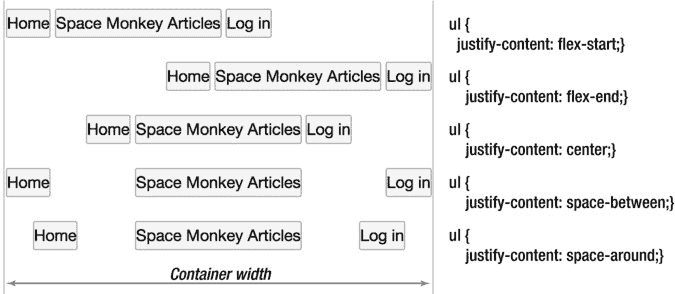 Home Space Monkey Articles Log in
ul {
justify-content: flex-start;}
Home Space Monkey Articles Log in
ul {
justify-content: flex-end;}
Home Space Monkey Articles Log in
ul {
justify-content: center;}
Home Space Monkey Articles Log in
ul {
justify-content: space-between;}
Home Space Monkey Articles Log in
ul {
justify-content: space-around;}
Container width